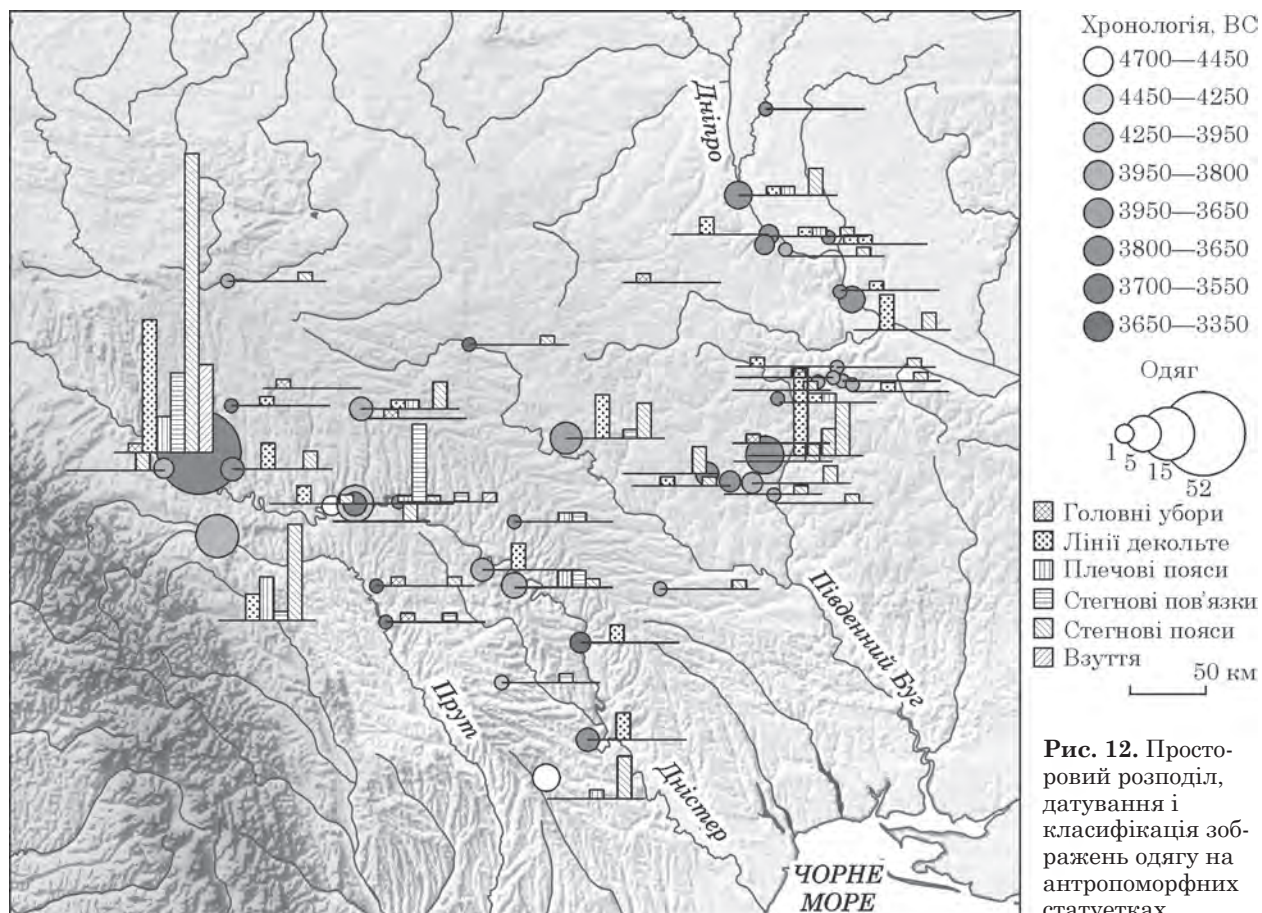 Дніпро
Південний Буг
Прут
Дністер
ЧОРНЕ
МОРЕ
Хронологія, BC
4700—4450
4450—4250
4250—3950
3950—3800
3950—3650
3800—3650
3700—3550
3650—3350
Одяг
1
5
15
52
Головні убори
Лінії декольте
Плечові пояси
Стегнові пов'язки
Стегнові пояси
Взуття
50 км
Рис. 12. Просто-
ровий розподіл,
датування і
класифікація зоб-
ражень одягу на
антропоморфних
статуетках